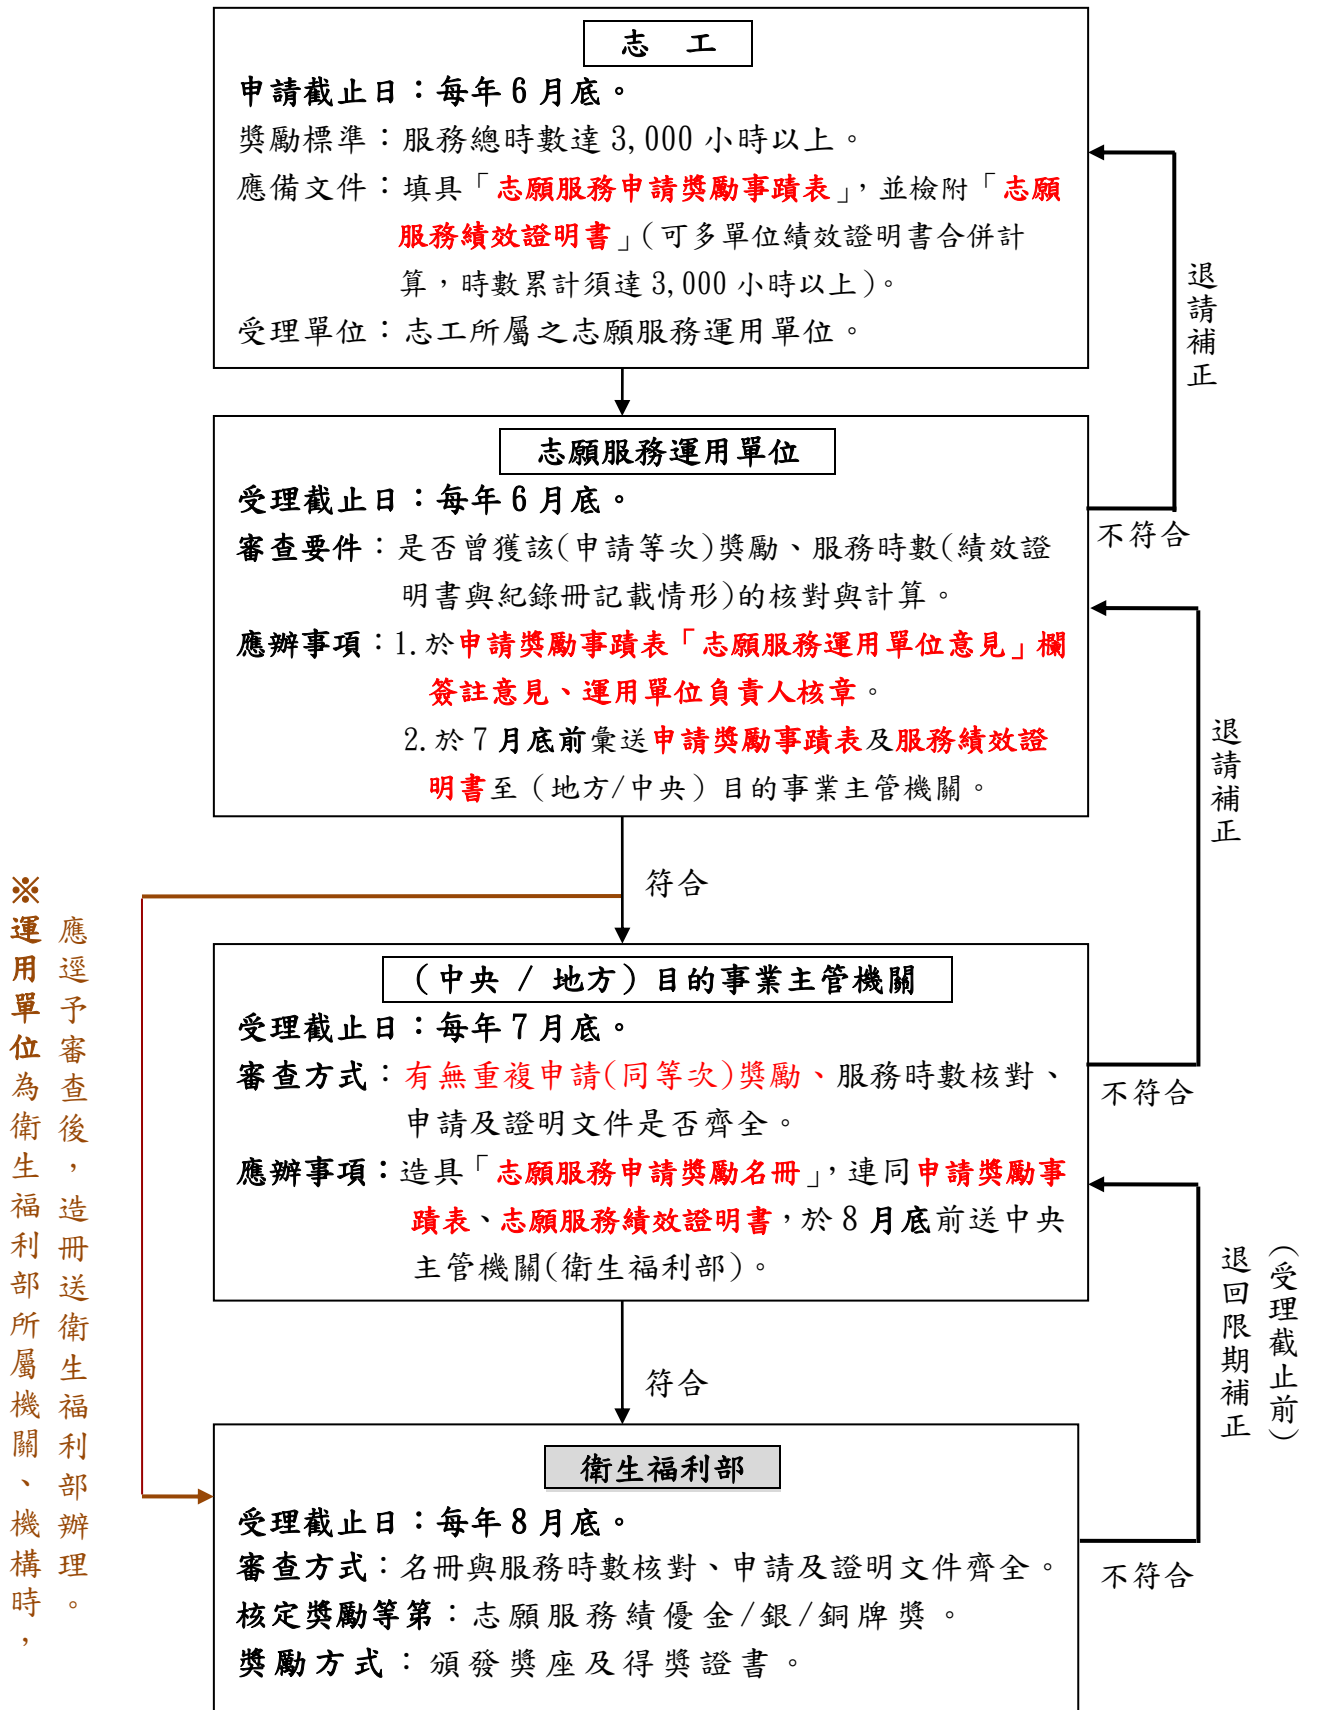 志　工
申請截止日：每年6月底。
獎勵標準：服務總時數達3,000小時以上。
應備文件：填具「志願服務申請獎勵事蹟表」，並檢附「志願
服務績效證明書」(可多單位績效證明書合併計
算，時數累計須達3,000小時以上)。
受理單位：志工所屬之志願服務運用單位。
退請補正
志願服務運用單位
受理截止日：每年6月底。
審查要件：是否曾獲該(申請等次)獎勵、服務時數(績效證
明書與紀錄冊記載情形)的核對與計算。
應辦事項：1.於申請獎勵事蹟表「志願服務運用單位意見」欄
簽註意見、運用單位負責人核章。
2.於7月底前彙送申請獎勵事蹟表及服務績效證
明書至（地方/中央）目的事業主管機關。
不符合
退請補正
符合
※運用單位為衛生福利部所屬機關、機構時，
應逕予審查後，造冊送衛生福利部辦理。
（中央 / 地方）目的事業主管機關
受理截止日：每年7月底。
審查方式：有無重複申請(同等次)獎勵、服務時數核對、
申請及證明文件是否齊全。
應辦事項：造具「志願服務申請獎勵名冊」，連同申請獎勵事
蹟表、志願服務績效證明書，於8月底前送中央
主管機關(衛生福利部)。
不符合
（受理截止前）
退回限期補正
符合
衛生福利部
受理截止日：每年8月底。
審查方式：名冊與服務時數核對、申請及證明文件齊全。
核定獎勵等第：志願服務績優金/銀/銅牌獎。
獎勵方式：頒發獎座及得獎證書。
不符合